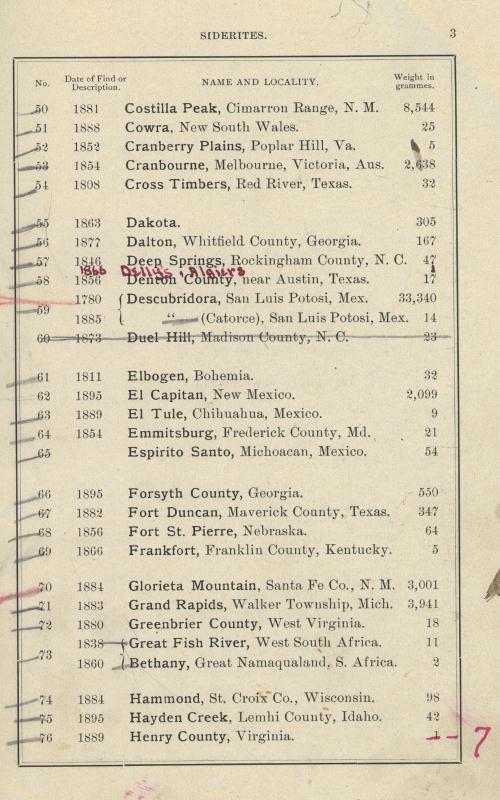 SIDERITES. 3
No. Date of Find or Description. NAME AND LOCALITY. Weight in grammes.
50 1881 Costilla Peak, Cimarron Range, N. M. 8,544
51 1888 Cowra, New South Wales. 25
52 1852 Cranberry Plains, Poplar Hill, Va. 5
53 1854 Cranbourne, Melbourne, Victoria, Aus. 2,638
54 1808 Cross Timbers, Red River, Texas. 32
55 1863 Dakota. 305
56 1877 Dalton, Whitfield County, Georgia. 167
57 1846 Deep Springs, Rockingham County, N. C. 47
1866 Dellys, Algiers 1
58 1856 Denton County, near Austin, Texas. 17
59 1780 Descubridora, San Luis Potosi, Mex. 33,340
1885 “ (Catorce), San Luis Potosi, Mex. 14
60 1873 Duel Hill, Madison County, N. C. 23
61 1811 Elbogen, Bohemia. 32
62 1895 El Capitan, New Mexico. 2,099
63 1889 El Tule, Chihuahua, Mexico. 9
64 1854 Emmitsburg, Frederick County, Md. 21
65 Espirito Santo, Michoacan, Mexico. 54
66 1895 Forsyth County, Georgia. 550
67 1882 Fort Duncan, Maverick County, Texas. 347
68 1856 Fort St. Pierre, Nebraska. 64
69 1866 Frankfort, Franklin County, Kentucky. 5
70 1884 Glorieta Mountain, Santa Fe Co., N. M. 3,001
71 1883 Grand Rapids, Walker Township, Mich. 3,941
72 1880 Greenbrier County, West Virginia. 18
73 1838 Great Fish River, West South Africa. 11
1860 Bethany, Great Namaqualand, S. Africa. 2
74 1884 Hammond, St. Croix Co., Wisconsin. 98
75 1895 Hayden Creek, Lemhi County, Idaho. 42
76 1889 Henry County, Virginia. 1 — 7